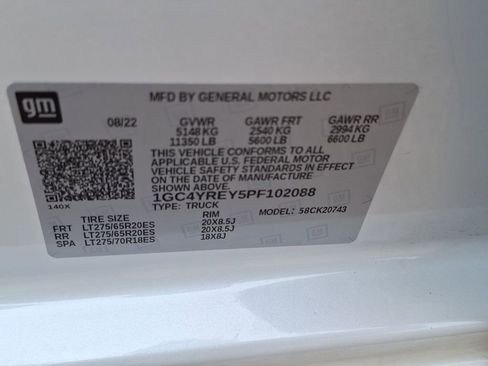 gm
MFD BY GENERAL MOTORS LLC
08/22 GVWR GAWR FRT GAWR RR
5148 KG 2540 KG 2994 KG
11350 LB 5600 LB 6600 LB
THIS VEHICLE CONFORMS TO ALL
APPLICABLE U.S. FEDERAL MOTOR
VEHICLE SAFETY STANDARDS IN EFFECT
ON THE DATE OF MANUFACTURE SHOWN
ABOVE.
1GC4YREY5PF102088
140X TYPE: TRUCK MODEL: 58CK20743
TIRE SIZE RIM
FRT LT275/65R20ES 20X8.5J
RR LT275/65R20ES 20X8.5J
SPA LT275/70R18ES 18X8J